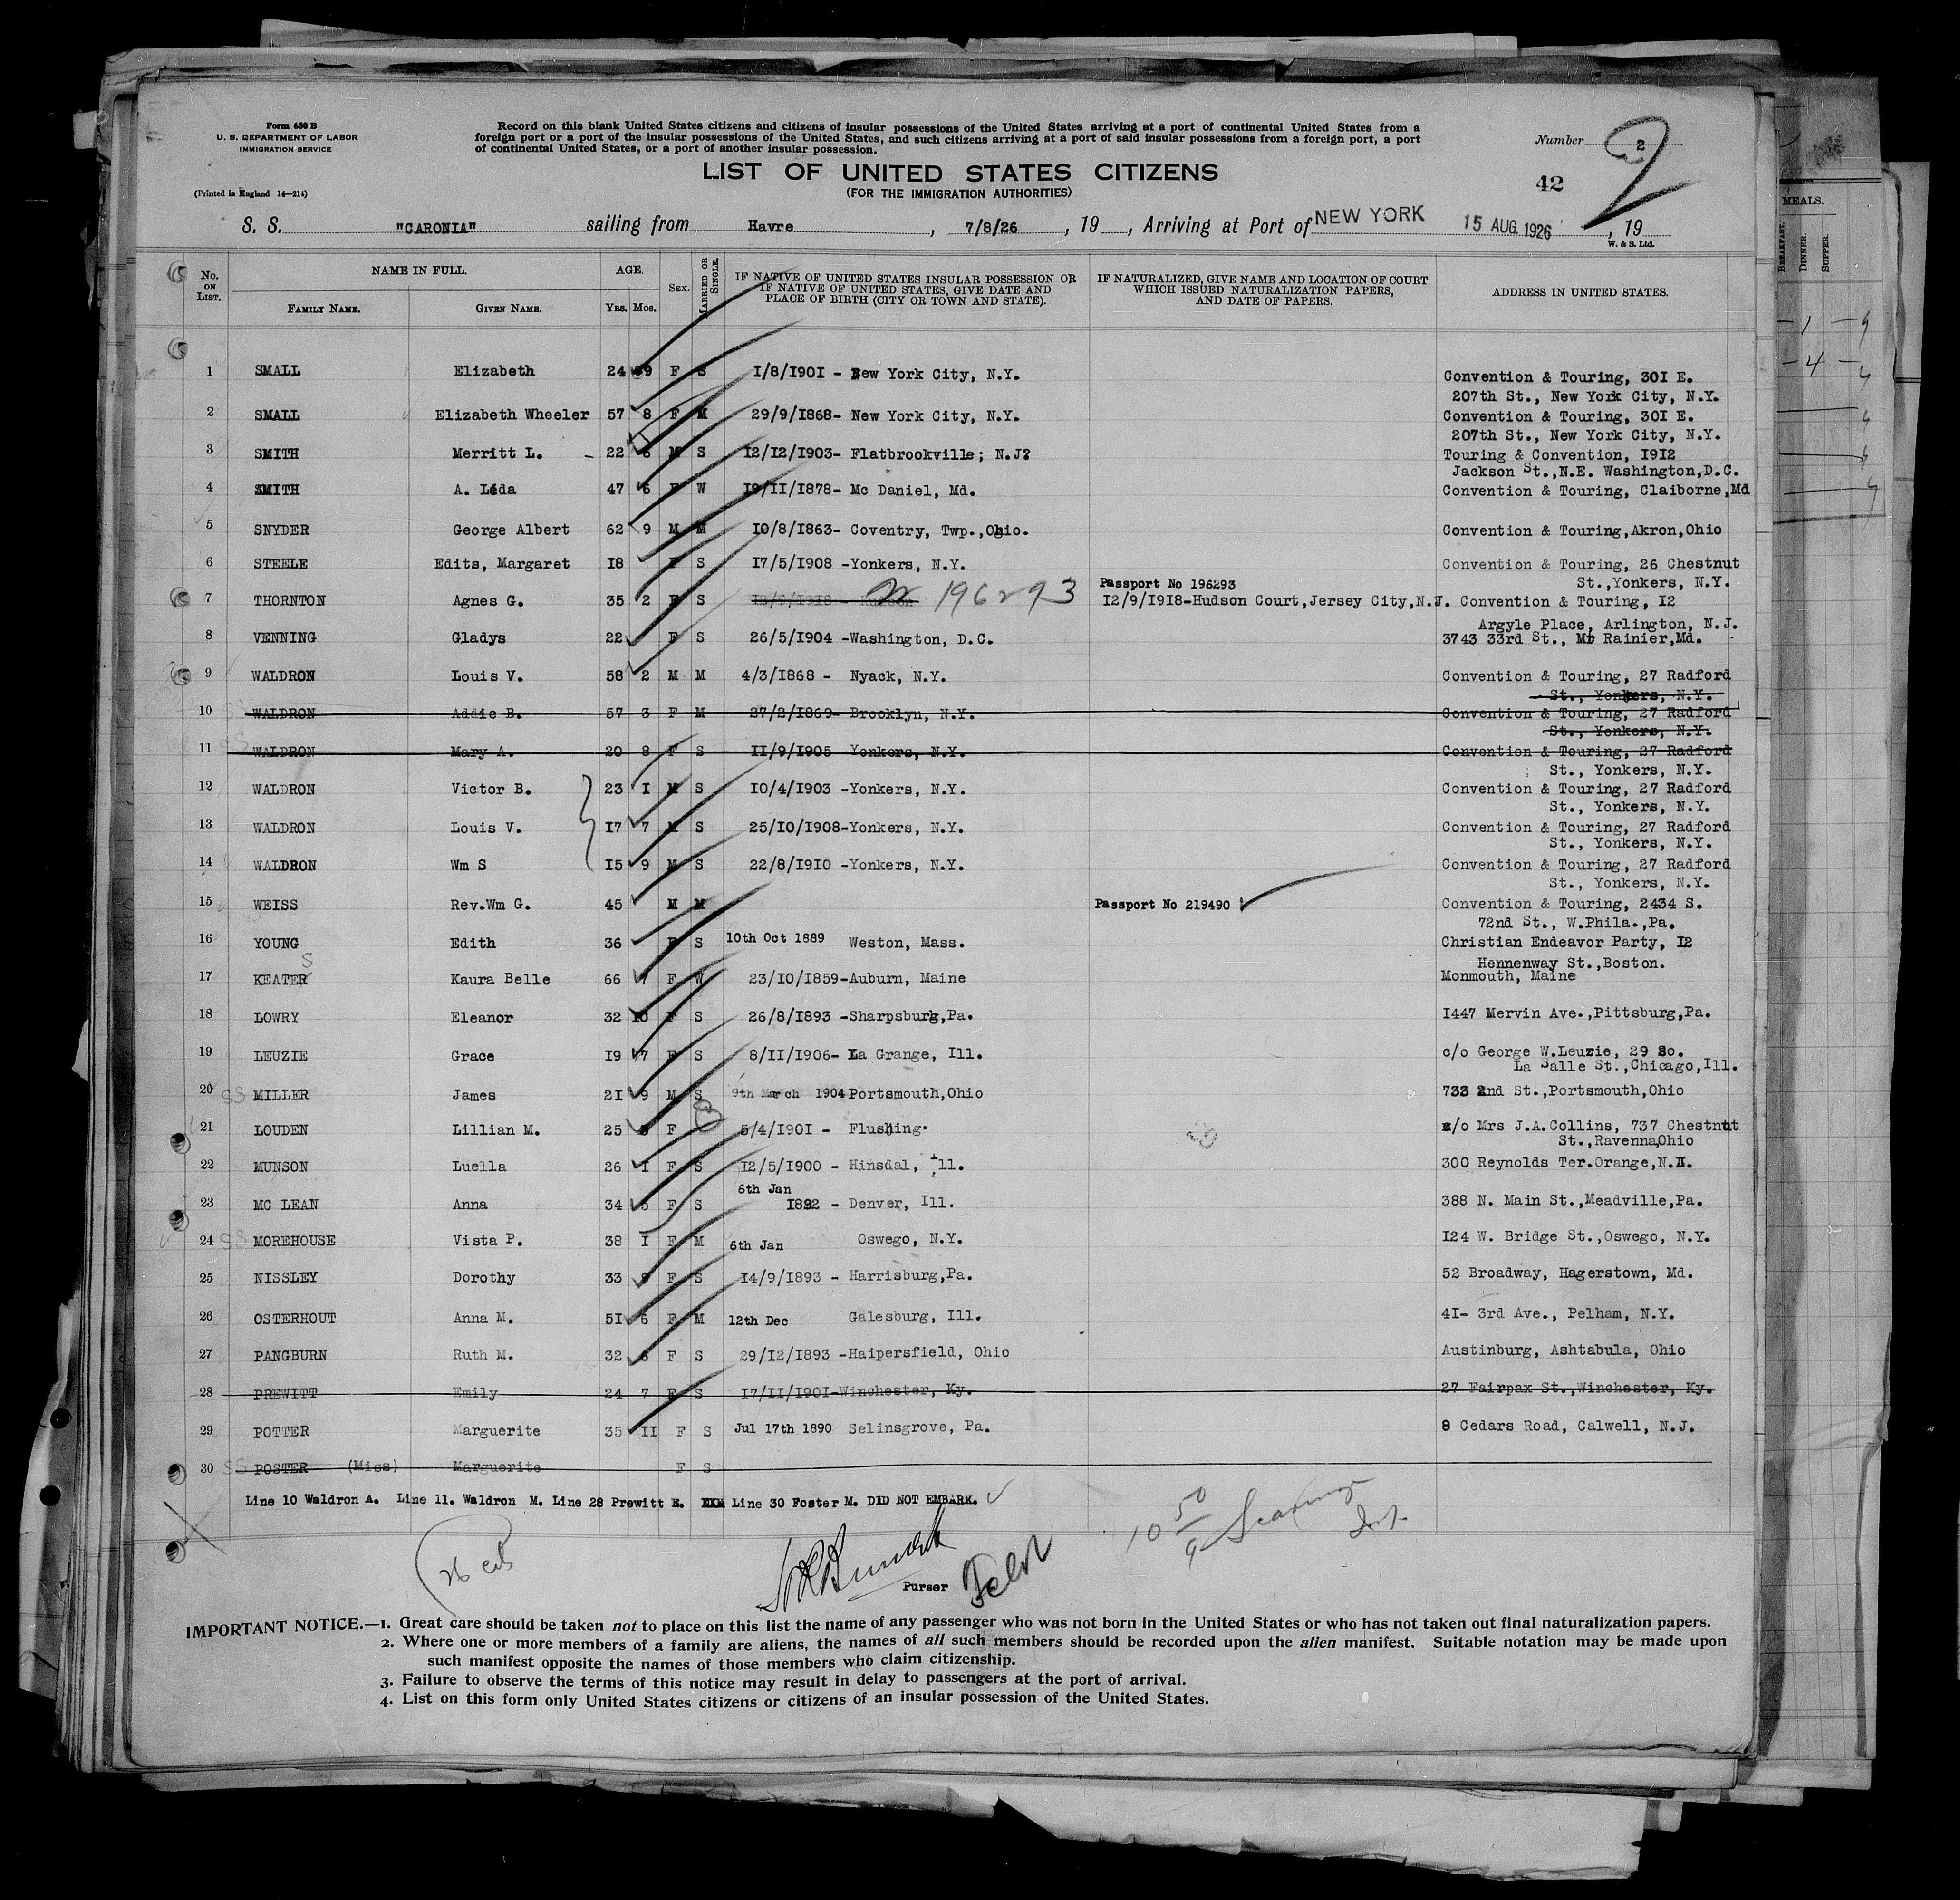 Form 630 B
U. S. DEPARTMENT OF LABOR
IMMIGRATION SERVICE
(Printed in England 14—214)
Record on this blank United States citizens and citizens of insular possessions of the United States arriving at a port of continental United States from a
foreign port or a port of the insular possessions of the United States, and such citizens arriving at a port of said insular possessions from a foreign port, a port
of continental United States, or a port of another insular possession.
LIST OF UNITED STATES CITIZENS
(FOR THE IMMIGRATION AUTHORITIES)
Number 2
2
42
S. S. "CARONIA" sailing from Havre, 7/8/26, 19 , Arriving at Port of NEW YORK 15 AUG. 1926, 19
W. & S. Ltd.
MEALS.
BREAKFAST. DINNER. SUPPER.
No. ON LIST. NAME IN FULL. FAMILY NAME. GIVEN NAME. AGE. YRS. MOS. SEX. MARRIED OR SINGLE. IF NATIVE OF UNITED STATES INSULAR POSSESSION OR IF NATIVE OF UNITED STATES, GIVE DATE AND PLACE OF BIRTH (CITY OR TOWN AND STATE). IF NATURALIZED, GIVE NAME AND LOCATION OF COURT WHICH ISSUED NATURALIZATION PAPERS, AND DATE OF PAPERS. ADDRESS IN UNITED STATES.
1 SMALL Elizabeth 24 9 F S 1/8/1901 - New York City, N.Y. Convention & Touring, 301 E.
207th St., New York City, N.Y.
2 SMALL Elizabeth Wheeler 57 8 F M 29/9/1868- New York City, N.Y. Convention & Touring, 301 E.
207th St., New York City, N.Y.
3 SMITH Merritt L. - 22 6 M S 12/12/1903- Flatbrookville; N.J? Touring & Convention, 1912
Jackson St.,N.E. Washington,D.C.
4 SMITH A. Léda 47 6 F W 19/11/1878- Mc Daniel, Md. Convention & Touring, Claiborne,Md
5 SNYDER George Albert 62 9 M M 10/8/1863- Coventry, Twp.,Ohio. Convention & Touring,Akron,Ohio
6 STEELE Edits, Margaret 18 F S 17/5/1908 -Yonkers, N.Y. Convention & Touring, 26 Chestnut
St.,Yonkers, N.Y.
Passport No 196293
7 THORNTON Agnes G. 35 2 F S 196293 12/9/1918-Hudson Court,Jersey City,N.J. Convention & Touring, 12
Argyle Place, Arlington, N.J.
8 VENNING Gladys 22 F S 26/5/1904 -Washington, D.C. 3743 33rd St., Mt Rainier,Md.
9 WALDRON Louis V. 58 2 M M 4/3/1868 - Nyack, N.Y. Convention & Touring, 27 Radford
St., Yonkers, N.Y.
10 WALDRON Addie B. 57 3 F M 27/2/1869- Brooklyn, N.Y. Convention & Touring, 27 Radford
St., Yonkers, N.Y.
11 WALDRON Mary A. 20 8 F S 11/9/1905 -Yonkers, N.Y. Convention & Touring, 27 Radford
St., Yonkers, N.Y.
12 WALDRON Victor B. 23 1 M S 10/4/1903 -Yonkers, N.Y. Convention & Touring, 27 Radford
St., Yonkers, N.Y.
13 WALDRON Louis V. 17 7 M S 25/10/1908-Yonkers, N.Y. Convention & Touring, 27 Radford
St., Yonkers, N.Y.
14 WALDRON Wm S 15 9 M S 22/8/1910 -Yonkers, N.Y. Convention & Touring, 27 Radford
St., Yonkers, N.Y.
15 WEISS Rev.Wm G. 45 M M Passport No 219490 Convention & Touring, 2434 S.
72nd St., W.Phila.,Pa.
16 YOUNG Edith 36 F S 10th Oct 1889 Weston, Mass. Christian Endeavor Party, 12
Hennenway St.,Boston.
S
17 KEATER Kaura Belle 66 7 F W 23/10/1859-Auburn, Maine Monmouth, Maine
18 LOWRY Eleanor 32 10 F S 26/8/1893 -Sharpsburg,Pa. 1447 Mervin Ave.,Pittsburg,Pa.
19 LEUZIE Grace 19 7 F S 8/11/1906- La Grange, Ill. c/o George W.Leuzie, 29 So.
La Salle St.,Chicago,Ill.
20 SS MILLER James 21 9 M S 9th March 1904 Portsmouth,Ohio 733 2nd St.,Portsmouth,Ohio
21 LOUDEN Lillian M. 25 F 5/4/1901 - Flushing. c/o Mrs J.A.Collins, 737 Chestnut
St.,Ravenna,Ohio
22 MUNSON Luella 26 1 F S 12/5/1900 - Hinsdal, Ill. 300 Reynolds Ter.Orange,N.J.
6th Jan
23 MC LEAN Anna 34 5 F S 1892 - Denver, Ill. 388 N. Main St.,Meadville,Pa.
24 SS MOREHOUSE Vista P. 38 1 F M 6th Jan Oswego, N.Y. 124 W. Bridge St.,Oswego, N.Y.
25 NISSLEY Dorothy 33 F S 14/9/1893 - Harrisburg,Pa. 52 Broadway, Hagerstown, Md.
26 OSTERHOUT Anna M. 51 6 F M 12th Dec Galesburg, Ill. 41- 3rd Ave., Pelham, N.Y.
27 PANGBURN Ruth M. 32 6 F S 29/12/1893 -Haipersfield, Ohio Austinburg, Ashtabula, Ohio
28 PREWITT Emily 24 7 F S 17/11/1901-Winchester, Ky. 27 Fairpax St.,Winchester, Ky.
29 POTTER Marguerite 35 11 F S Jul 17th 1890 Selinsgrove, Pa. 8 Cedars Road, Calwell, N.J.
30 SS POSTER (Miss) Marguerite F S
Line 10 Waldron A. Line 11. Waldron M. Line 28 Prewitt E. Line 30 Foster M. DID NOT EMBARK.
26
Purser
IMPORTANT NOTICE.—1. Great care should be taken not to place on this list the name of any passenger who was not born in the United States or who has not taken out final naturalization papers.
2. Where one or more members of a family are aliens, the names of all such members should be recorded upon the alien manifest. Suitable notation may be made upon
such manifest opposite the names of those members who claim citizenship.
3. Failure to observe the terms of this notice may result in delay to passengers at the port of arrival.
4. List on this form only United States citizens or citizens of an insular possession of the United States.